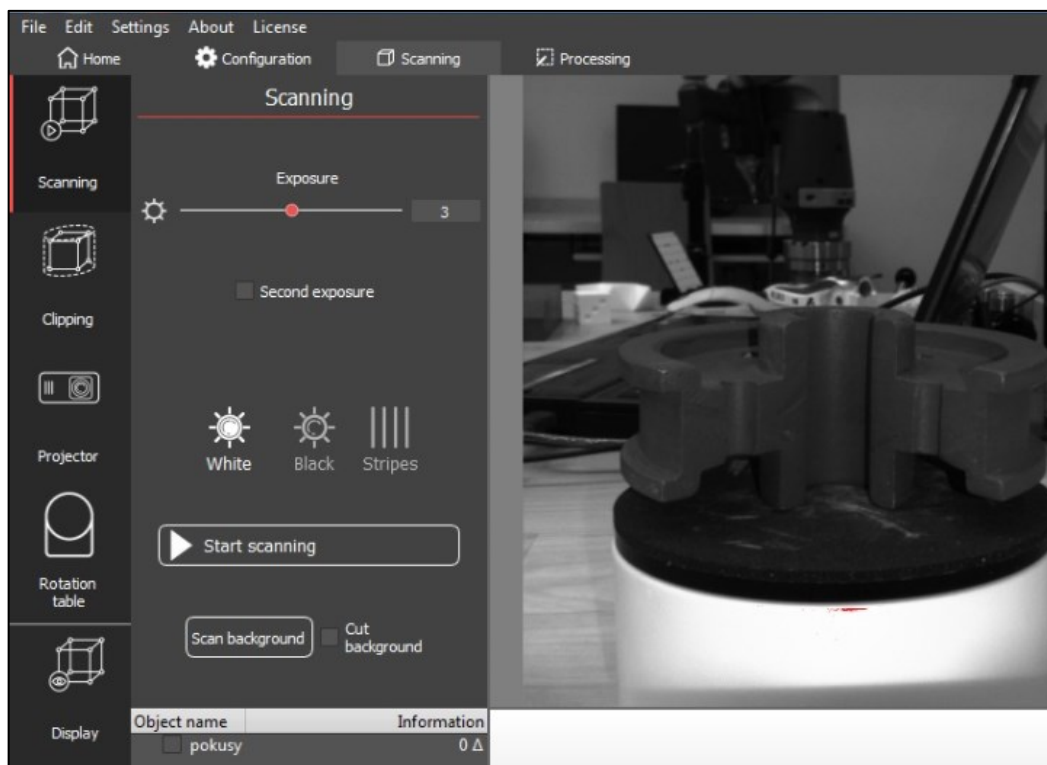 File Edit Settings About License
Home Configuration Scanning Processing
Scanning
Scanning
Exposure
3
Second exposure
Clipping
White Black Stripes
Projector
Start scanning
Rotation
table
Scan background
Cut
background
Display
Object name Information
pokusy 0 Δ